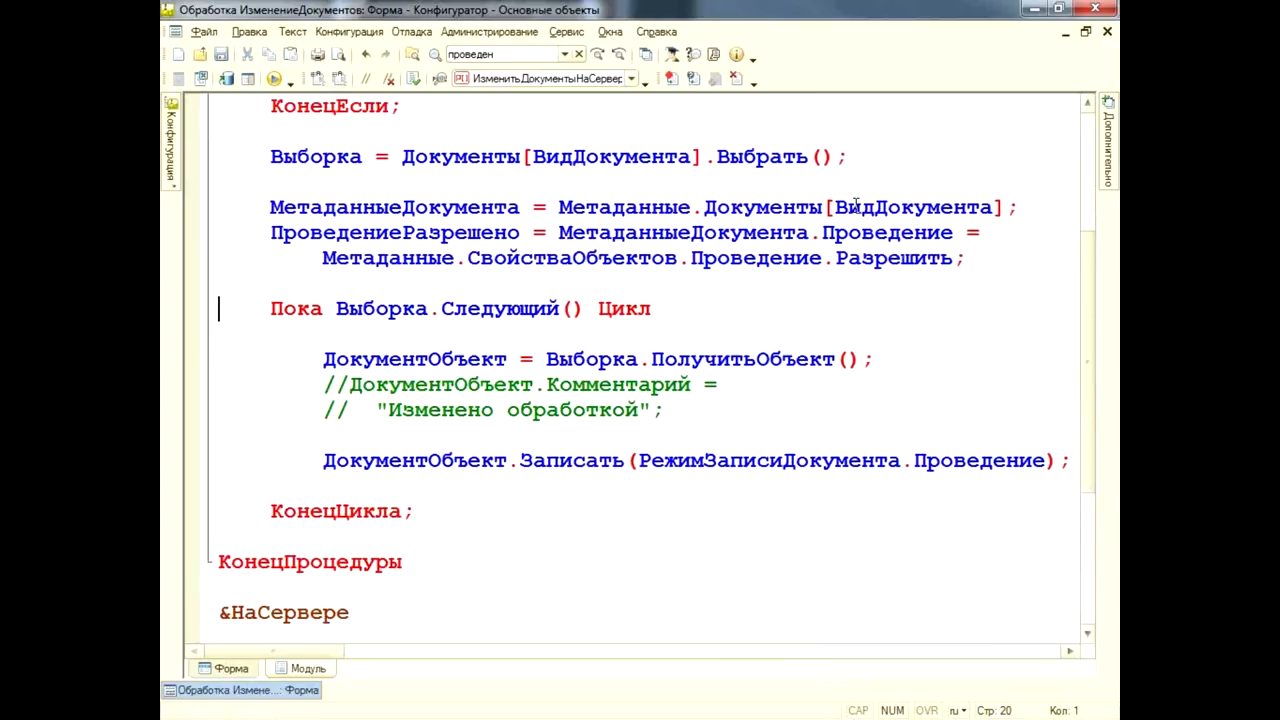 Обработка ИзменениеДокументов: Форма - Конфигуратор - Основные объекты
Файл Правка Текст Конфигурация Отладка Администрирование Сервис Окна Справка
проведен
ИзменитьДокументыНаСервер
Конфигурация
Дополнительно
КонецЕсли;
Выборка = Документы[ВидДокумента].Выбрать();
МетаданныеДокумента = Метаданные.Документы[ВидДокумента];
ПроведениеРазрешено = МетаданныеДокумента.Проведение =
Метаданные.СвойстваОбъектов.Проведение.Разрешить;
Пока Выборка.Следующий() Цикл
ДокументОбъект = Выборка.ПолучитьОбъект();
//ДокументОбъект.Комментарий =
// "Изменено обработкой";
ДокументОбъект.Записать(РежимЗаписиДокумента.Проведение);
КонецЦикла;
КонецПроцедуры
&НаСервере
Форма Модуль
Обработка Измене...: Форма
CAP NUM OVR ru Стр: 20 Кол: 1